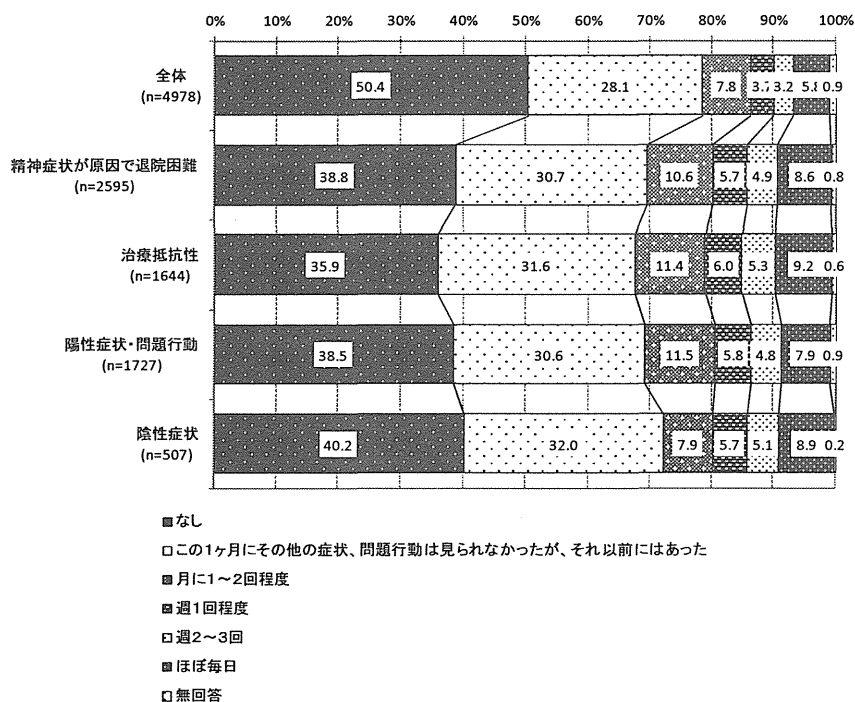 0% 10% 20% 30% 40% 50% 60% 70% 80% 90% 100%
全体
(n=4978)
50.4 28.1 7.8 3.7 3.2 5.8 0.9
精神症状が原因で退院困難
(n=2595)
38.8 30.7 10.6 5.7 4.9 8.6 0.8
治療抵抗性
(n=1644)
35.9 31.6 11.4 6.0 5.3 9.2 0.6
陽性症状・問題行動
(n=1727)
38.5 30.6 11.5 5.8 4.8 7.9 0.9
陰性症状
(n=507)
40.2 32.0 7.9 5.7 5.1 8.9 0.2
なし
この1ヶ月にその他の症状、問題行動は見られなかったが、それ以前にはあった
月に1~2回程度
週1回程度
週2~3回
ほぼ毎日
無回答